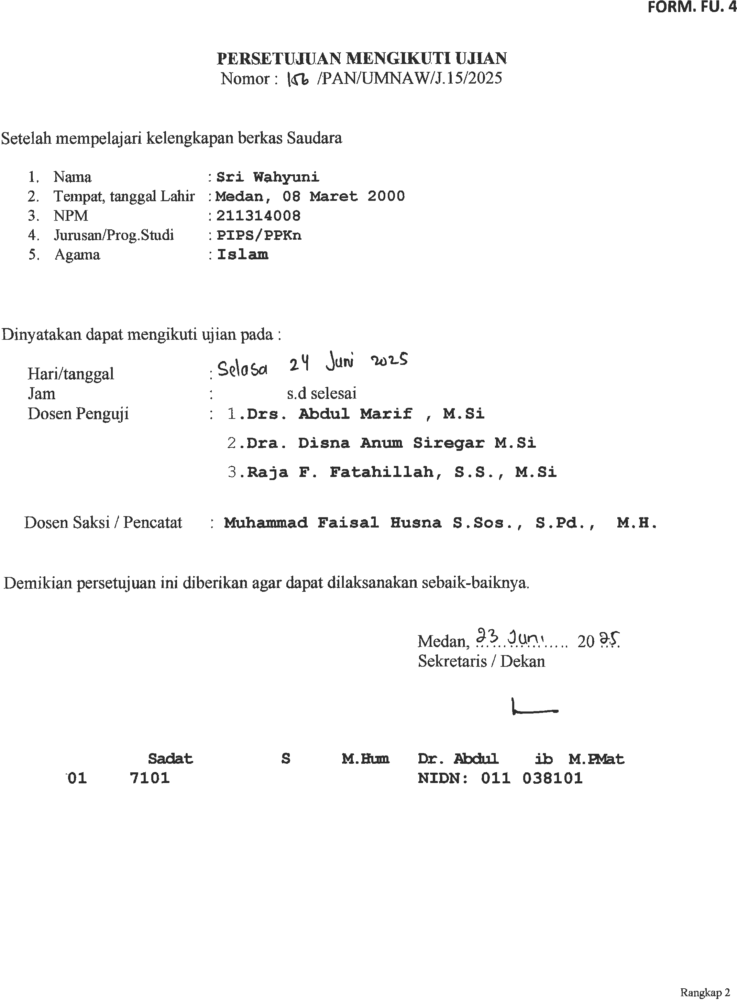 FORM. FU. 4
PERSETUJUAN MENGIKUTI UJIAN
Nomor : 156 /PAN/UMNAW/J.15/2025
Setelah mempelajari kelengkapan berkas Saudara
1. Nama : Sri Wahyuni
2. Tempat, tanggal Lahir : Medan, 08 Maret 2000
3. NPM : 211314008
4. Jurusan/Prog.Studi : PIPS/PPKn
5. Agama : Islam
Dinyatakan dapat mengikuti ujian pada :
Hari/tanggal : Selasa 24 Juni 2025
Jam : s.d selesai
Dosen Penguji : 1.Drs. Abdul Marif , M.Si
2.Dra. Disna Anum Siregar M.Si
3.Raja F. Fatahillah, S.S., M.Si
Dosen Saksi / Pencatat : Muhammad Faisal Husna S.Sos., S.Pd., M.H.
Demikian persetujuan ini diberikan agar dapat dilaksanakan sebaik-baiknya.
Medan, 23 Juni 2025
Sekretaris / Dekan
Sadat S M.Hum Dr. Abdul ib M.PMat
01 7101 NIDN: 011 038101
Rangkap 2